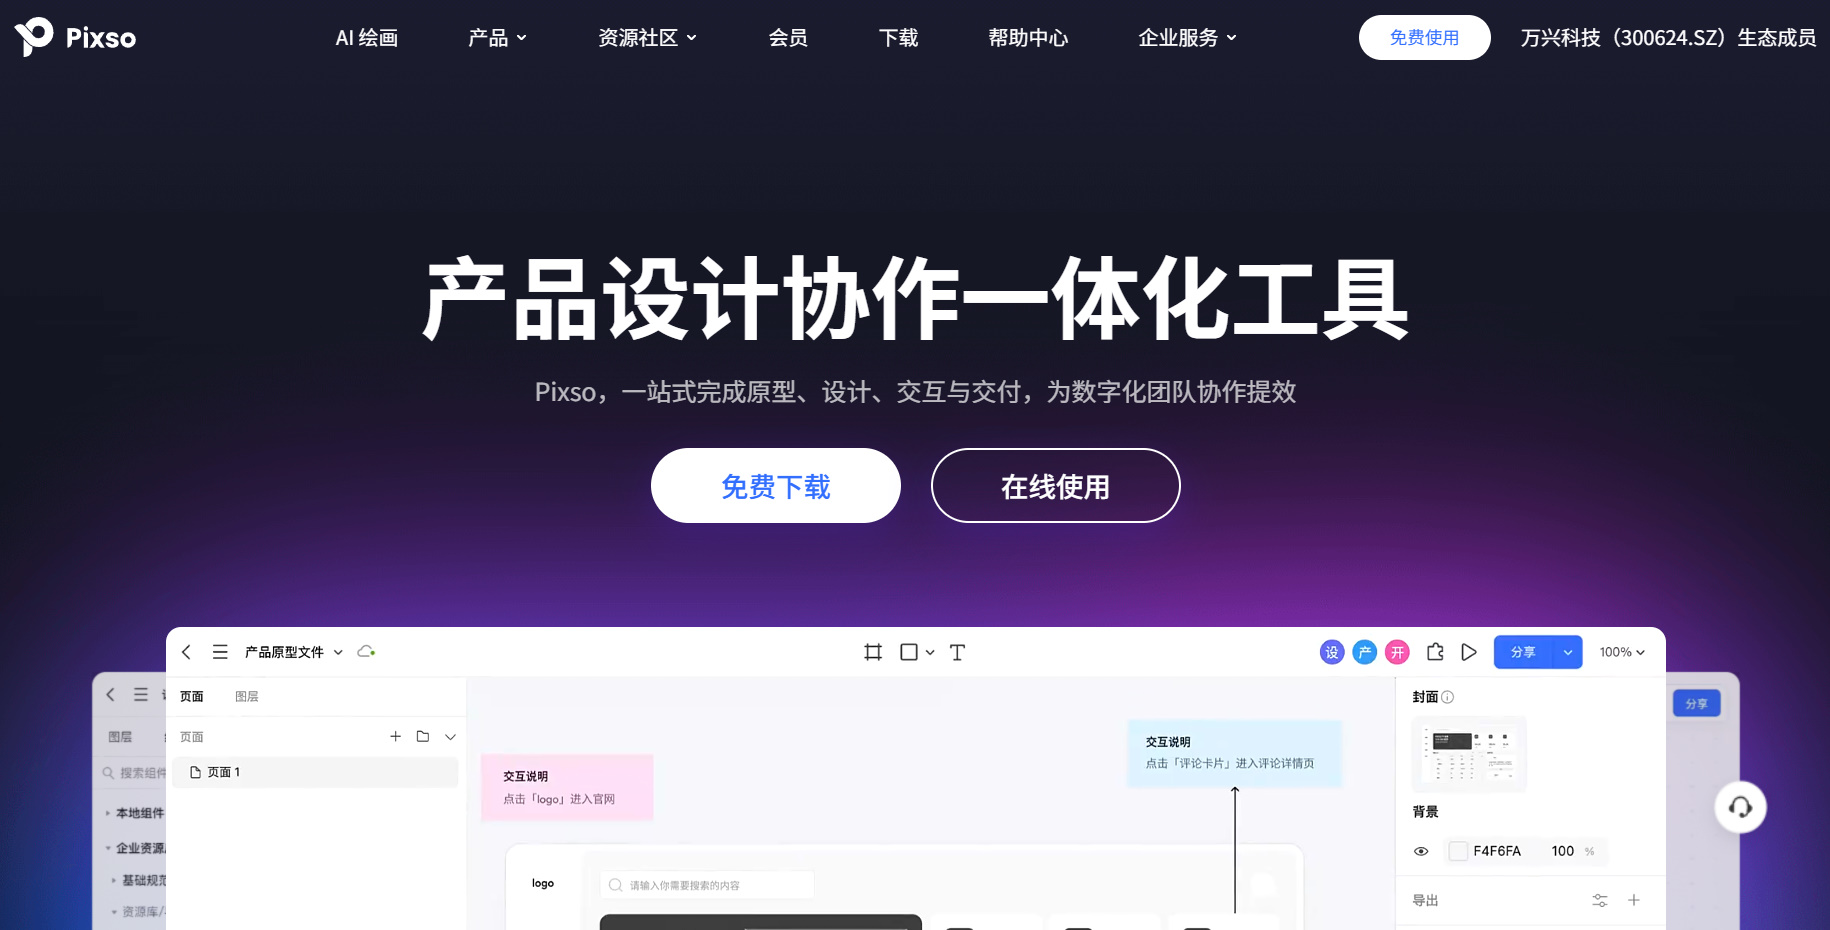 Pixso
AI 绘画
产品
资源社区
会员
下载
帮助中心
企业服务
免费使用
万兴科技（300624.SZ）生态成员
产品设计协作一体化工具
Pixso，一站式完成原型、设计、交互与交付，为数字化团队协作提效
免费下载
在线使用
产品原型文件
设
产
开
分享
100%
页面
图层
页面
页面 1
交互说明
点击「logo」进入官网
交互说明
点击「评论卡片」进入评论详情页
logo
请输入你需要搜索的内容
封面
背景
F4F6FA
100
%
导出
图层
搜索组件
本地组件
企业资源
基础规范
资源库/
分享